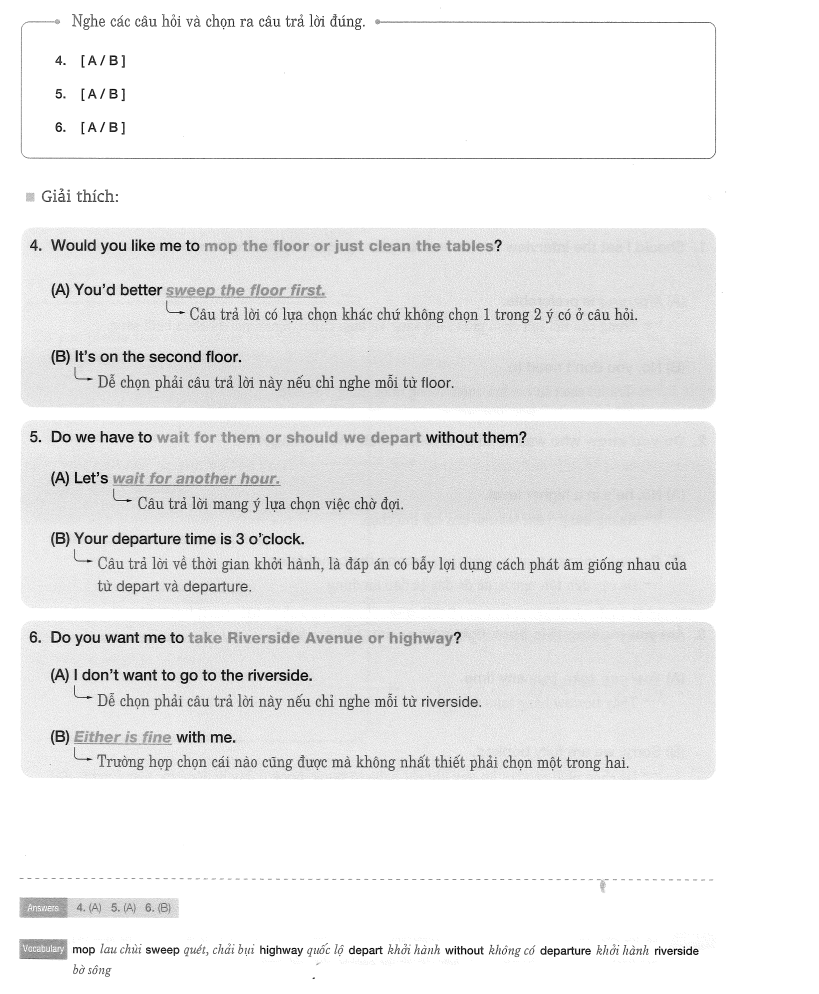 Nghe các câu hỏi và chọn ra câu trả lời đúng.
4. [ A / B ]
5. [ A / B ]
6. [ A / B ]
Giải thích:
4. Would you like me to mop the floor or just clean the tables?
(A) You'd better sweep the floor first.
Câu trả lời có lựa chọn khác chứ không chọn 1 trong 2 ý có ở câu hỏi.
(B) It's on the second floor.
Dễ chọn phải câu trả lời này nếu chỉ nghe mỗi từ floor.
5. Do we have to wait for them or should we depart without them?
(A) Let's wait for another hour.
Câu trả lời mang ý lựa chọn việc chờ đợi.
(B) Your departure time is 3 o'clock.
Câu trả lời về thời gian khởi hành, là đáp án có bẫy lợi dụng cách phát âm giống nhau của
từ depart và departure.
6. Do you want me to take Riverside Avenue or highway?
(A) I don't want to go to the riverside.
Dễ chọn phải câu trả lời này nếu chỉ nghe mỗi từ riverside.
(B) Either is fine with me.
Trường hợp chọn cái nào cũng được mà không nhất thiết phải chọn một trong hai.
Answers 4. (A) 5. (A) 6. (B)
Vocabulary mop lau chùi sweep quét, chải bụi highway quốc lộ depart khởi hành without không có departure khởi hành riverside
bờ sông